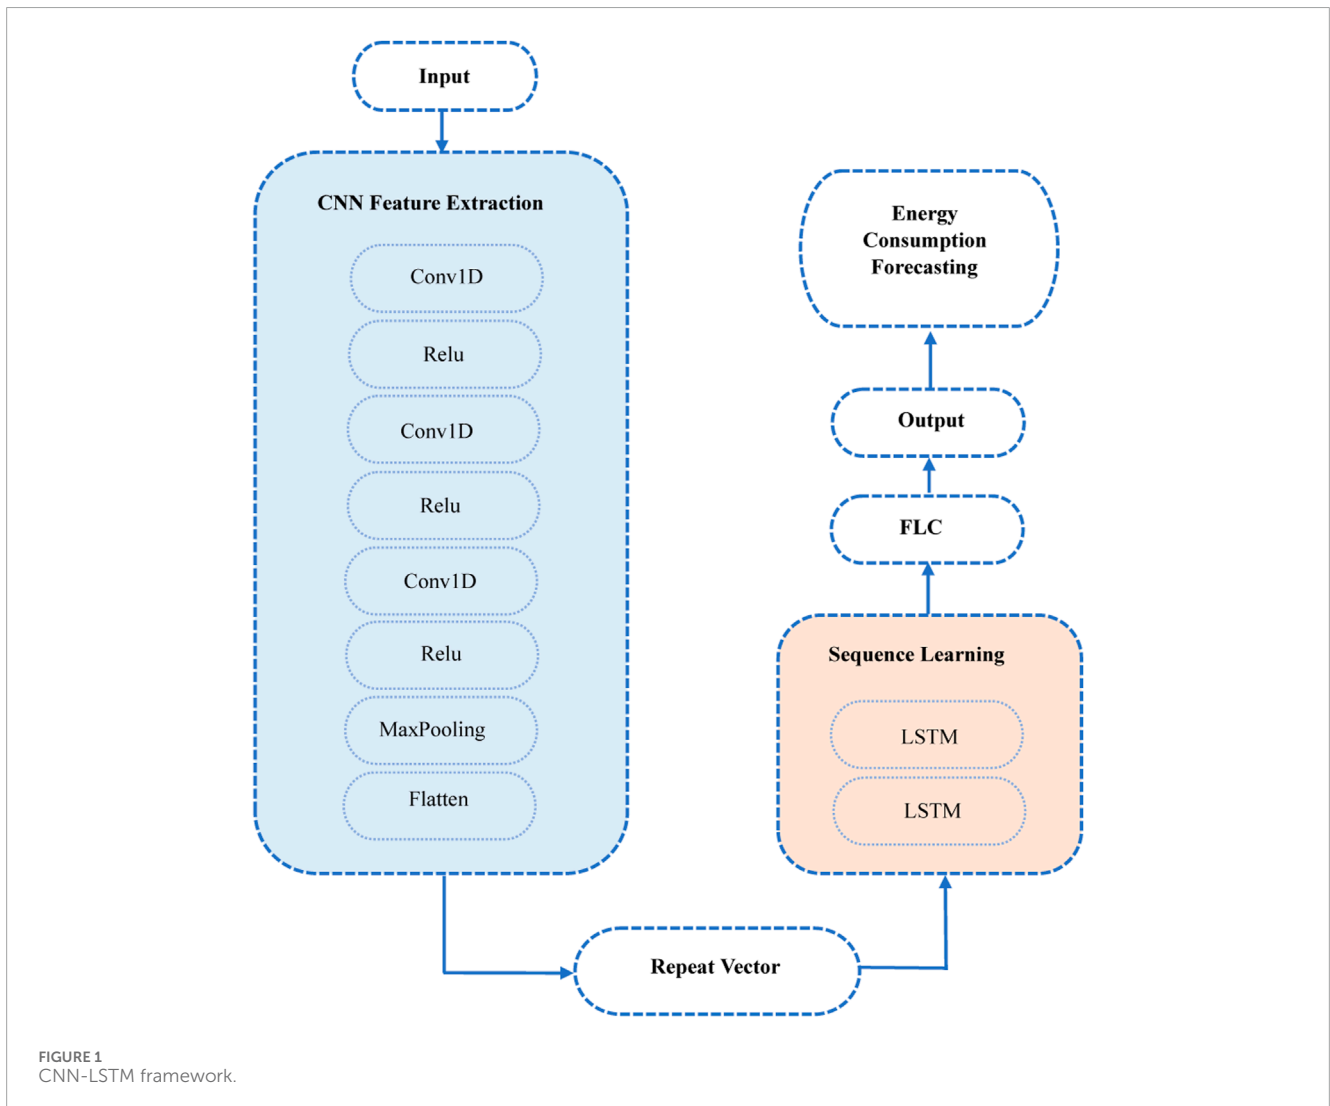 Input
CNN Feature Extraction
Conv1D
Relu
Conv1D
Relu
Conv1D
Relu
MaxPooling
Flatten
Repeat Vector
Sequence Learning
LSTM
LSTM
FLC
Output
Energy
Consumption
Forecasting
FIGURE 1
CNN-LSTM framework.